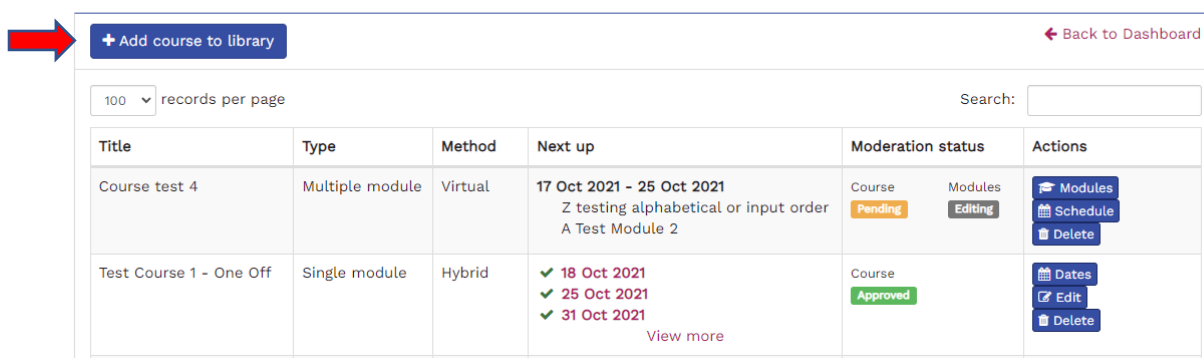 Add course to library
Back to Dashboard
100 records per page
Search:
Title Type Method Next up Moderation status Actions
Course test 4 Multiple module Virtual 17 Oct 2021 - 25 Oct 2021 Course Modules Modules
Z testing alphabetical or input order Pending Editing Schedule
A Test Module 2 Delete
Test Course 1 - One Off Single module Hybrid 18 Oct 2021 Course Dates
25 Oct 2021 Approved Edit
31 Oct 2021 Delete
View more